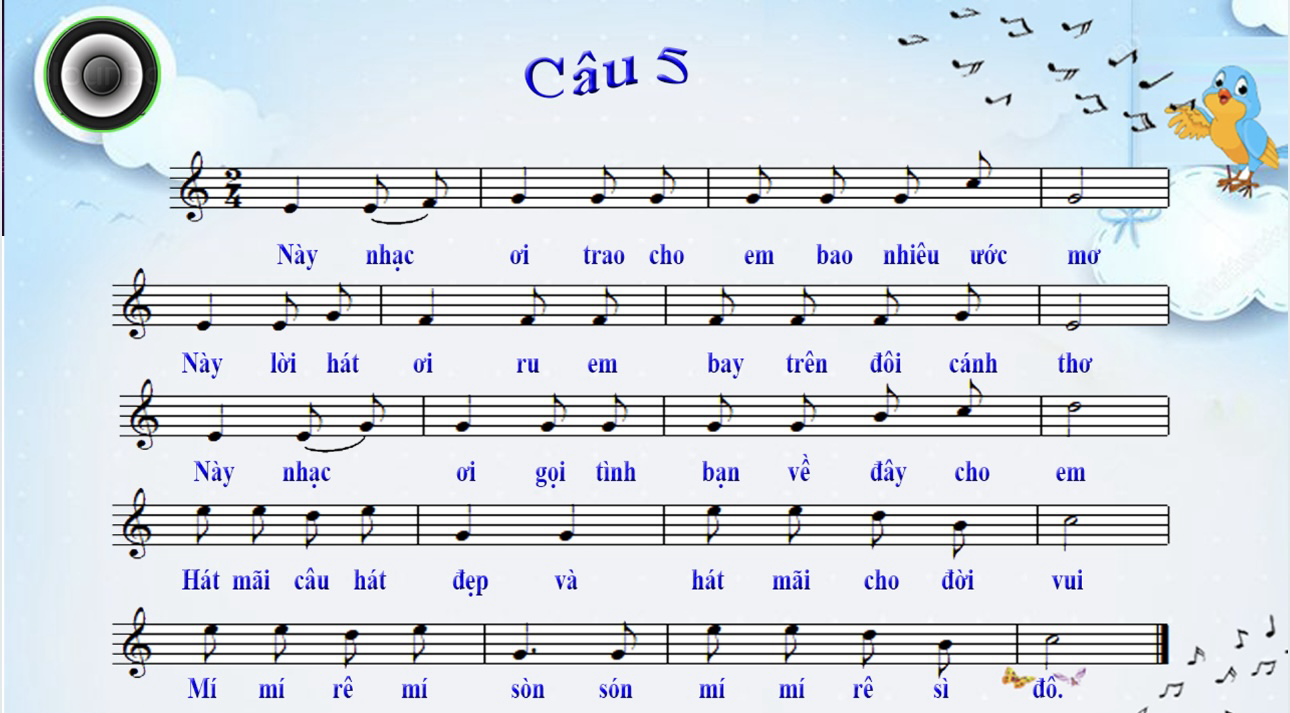 Câu 5
2
4
Này nhạc ơi trao cho em bao nhiêu ước mơ
Này lời hát ơi ru em bay trên đôi cánh thơ
Này nhạc ơi gọi tình bạn về đây cho em
Hát mãi câu hát đẹp và hát mãi cho đời vui
Mí mí rê mí sòn són mí mí rê sì đô.